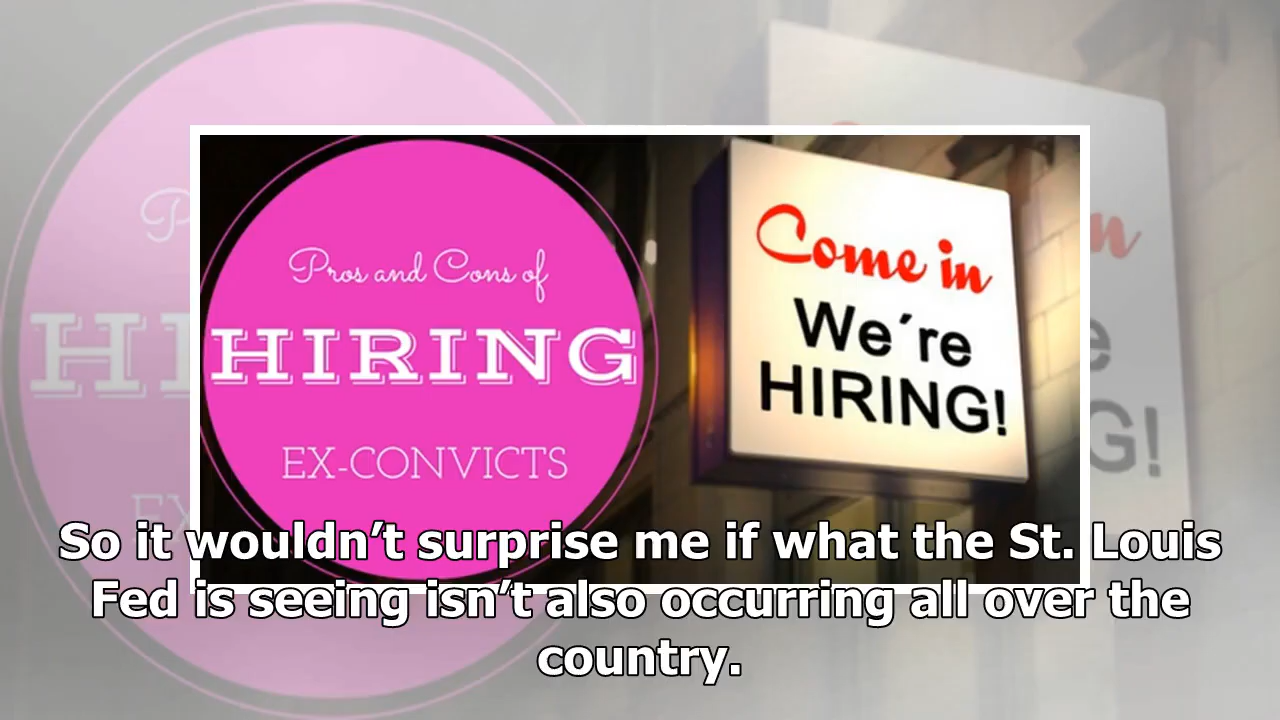 Pros and Cons of
HIRING
EX-CONVICTS
Come in
We´re
HIRING!
So it wouldn’t surprise me if what the St. Louis
Fed is seeing isn’t also occurring all over the
country.